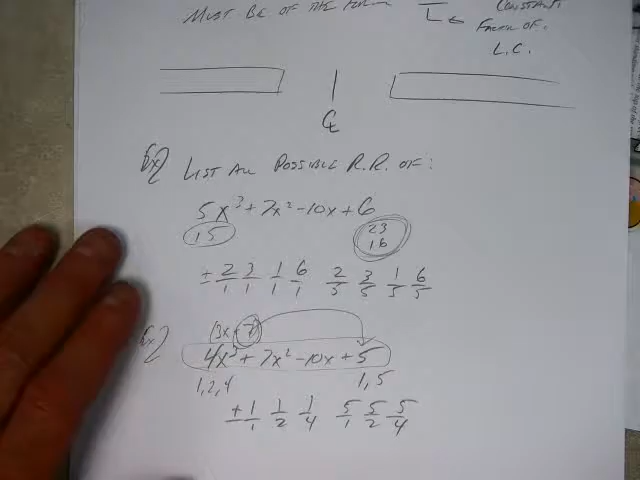 MUST BE OF THE FORM
L ← CONSTANT
FACTOR OF
L.C.
℄
Ex) LIST ALL POSSIBLE R.R. OF:
5x³ + 7x² - 10x + 6
1 5 2 3
1 6
± 2/1 3/1 1/1 6/1 2/5 3/5 1/5 6/5
(3x + 7)
Ex) 4x³ + 7x² - 10x + 5
1, 2, 4 1, 5
± 1/1 1/2 1/4 5/1 5/2 5/4